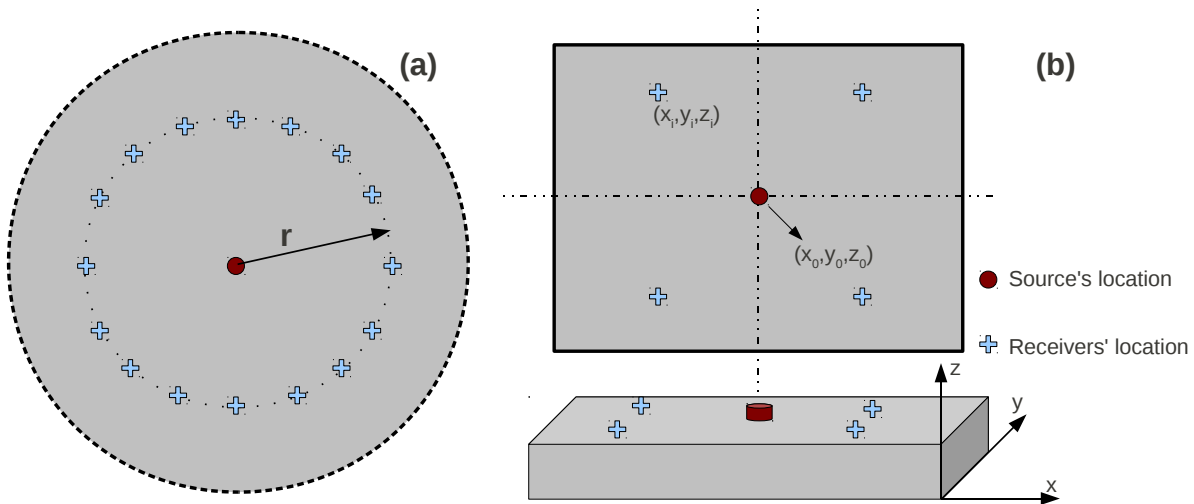 (a)
r
(b)
(xᵢ,yᵢ,zᵢ)
(x₀,y₀,z₀)
Source's location
Receivers' location
z
y
x